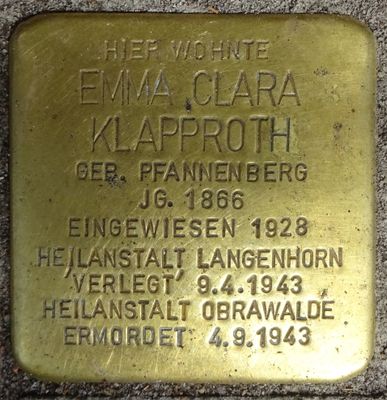 HIER WOHNTE
EMMA CLARA
KLAPPROTH
GEB. PFANNENBERG
JG. 1866
EINGEWIESEN 1928
HEILANSTALT LANGENHORN
'VERLEGT' 9.4.1943
HEILANSTALT OBRAWALDE
ERMORDET 4.9.1943